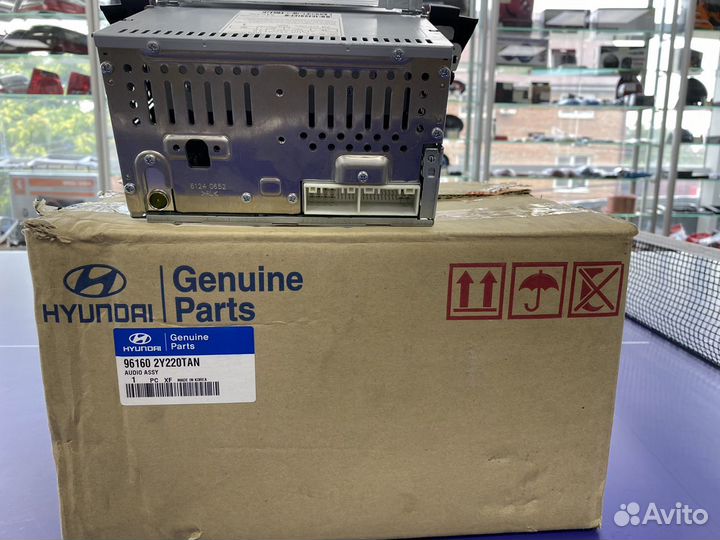 6124 0652
HYUNDAI
Genuine
Parts
HYUNDAI
Genuine
Parts
96160 2Y220TAN
AUDIO ASSY
1 PC XF MADE IN KOREA
Avito